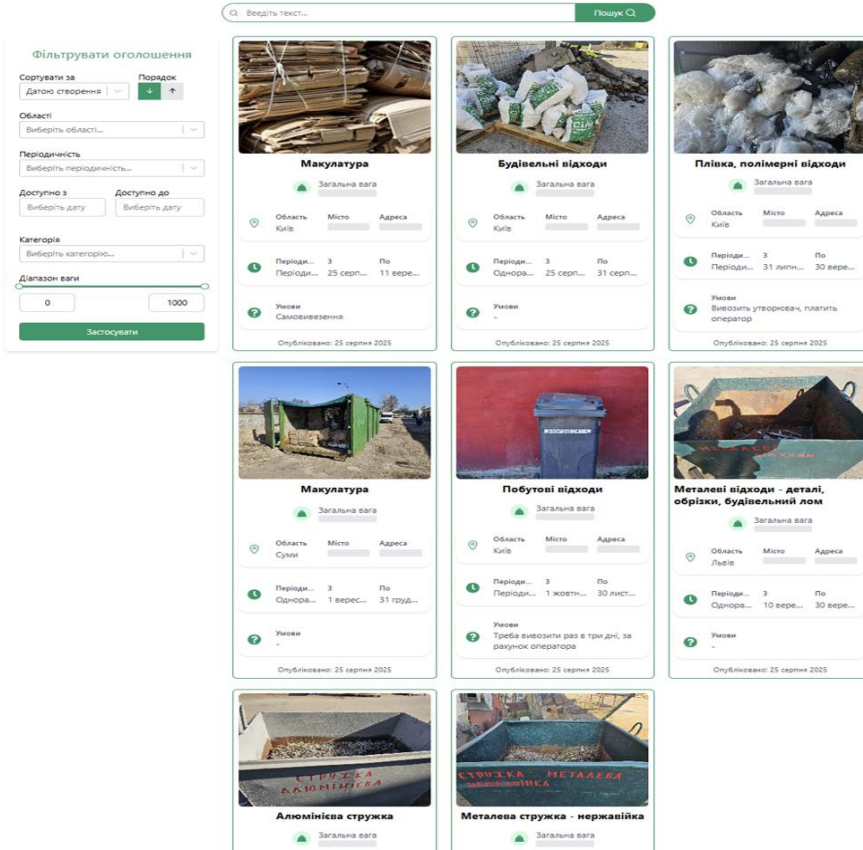 Введіть текст...
Пошук
Фільтрувати оголошення
Сортувати за
Порядок
Датою створення
Області
Виберіть області...
Періодичність
Виберіть періодичність...
Доступно з
Доступно до
Виберіть дату
Виберіть дату
Категорія
Виберіть категорію...
Діапазон ваги
0
1000
Застосувати
Макулатура
Загальна вага
Область Місто Адреса
Київ
Періоди... З По
Періоди... 25 серп... 11 вере...
Умови
Самовивезення
Опубліковано: 25 серпня 2025
Будівельні відходи
Загальна вага
Область Місто Адреса
Київ
Періоди... З По
Однора... 25 серп... 31 серп...
Умови
-
Опубліковано: 25 серпня 2025
Плівка, полімерні відходи
Загальна вага
Область Місто Адреса
Київ
Періоди... З По
Періоди... 31 липн... 30 вере...
Умови
Вивозить утворювач, платить
оператор
Опубліковано: 25 серпня 2025
Макулатура
Загальна вага
Область Місто Адреса
Суми
Періоди... З По
Однора... 1 верес... 31 груд...
Умови
-
Опубліковано: 25 серпня 2025
Побутові відходи
Загальна вага
Область Місто Адреса
Київ
Періоди... З По
Періоди... 1 жовтн... 30 лист...
Умови
Треба вивозити раз в три дні, за
рахунок оператора
Опубліковано: 25 серпня 2025
Металеві відходи - деталі,
обрізки, будівельний лом
Загальна вага
Область Місто Адреса
Львів
Періоди... З По
Однора... 10 вере... 30 вере...
Умови
-
Опубліковано: 25 серпня 2025
СТРУЖКА
АЛЮМІНІЄВА
Алюмінієва стружка
Загальна вага
СТРУЖКА МЕТАЛЕВА
Металева стружка - нержавійка
Загальна вага